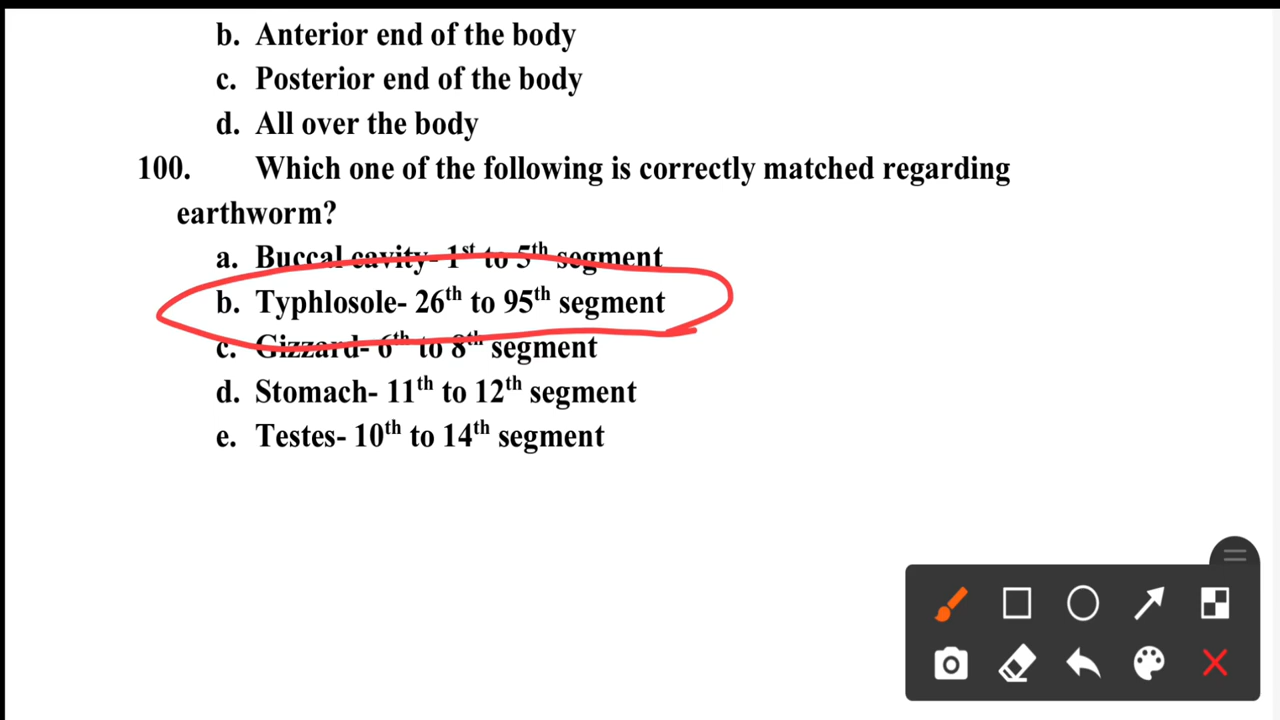 b. Anterior end of the body
c. Posterior end of the body
d. All over the body
100. Which one of the following is correctly matched regarding
earthworm?
a. Buccal cavity- 1st to 5th segment
b. Typhlosole- 26th to 95th segment
c. Gizzard- 6th to 8th segment
d. Stomach- 11th to 12th segment
e. Testes- 10th to 14th segment